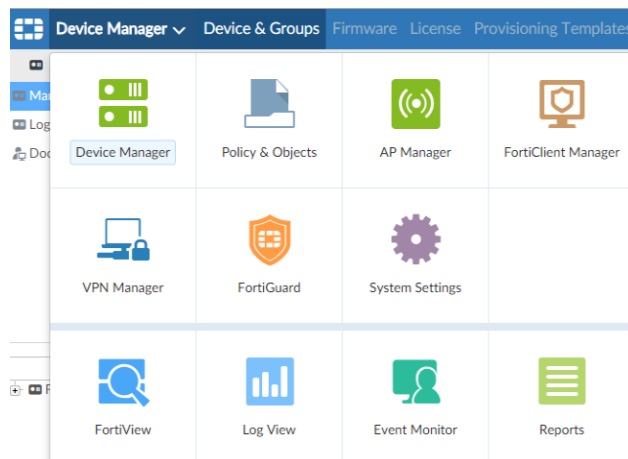 Device Manager Device & Groups Firmware License Provisioning Templates
Log
Device Manager Policy & Objects AP Manager FortiClient Manager
VPN Manager FortiGuard System Settings
FortiView Log View Event Monitor Reports